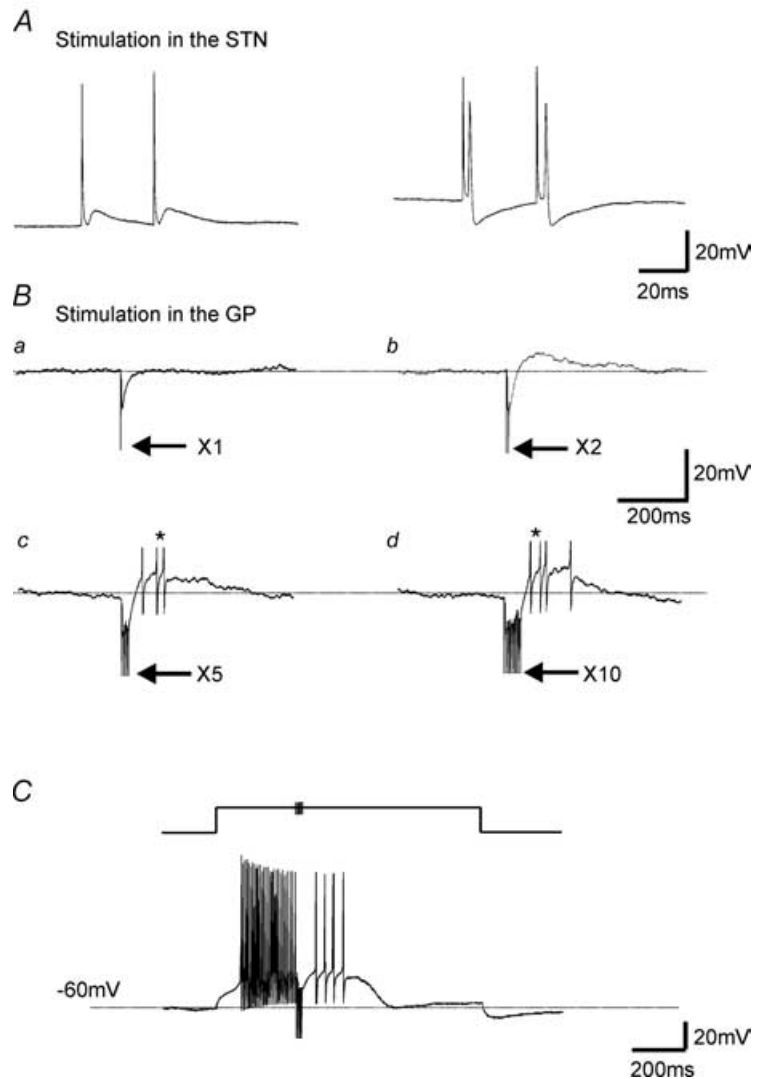 A
Stimulation in the STN
20mV
20ms
B
Stimulation in the GP
a
b
X1
X2
20mV
200ms
c
*
d
*
X5
X10
C
-60mV
20mV
200ms